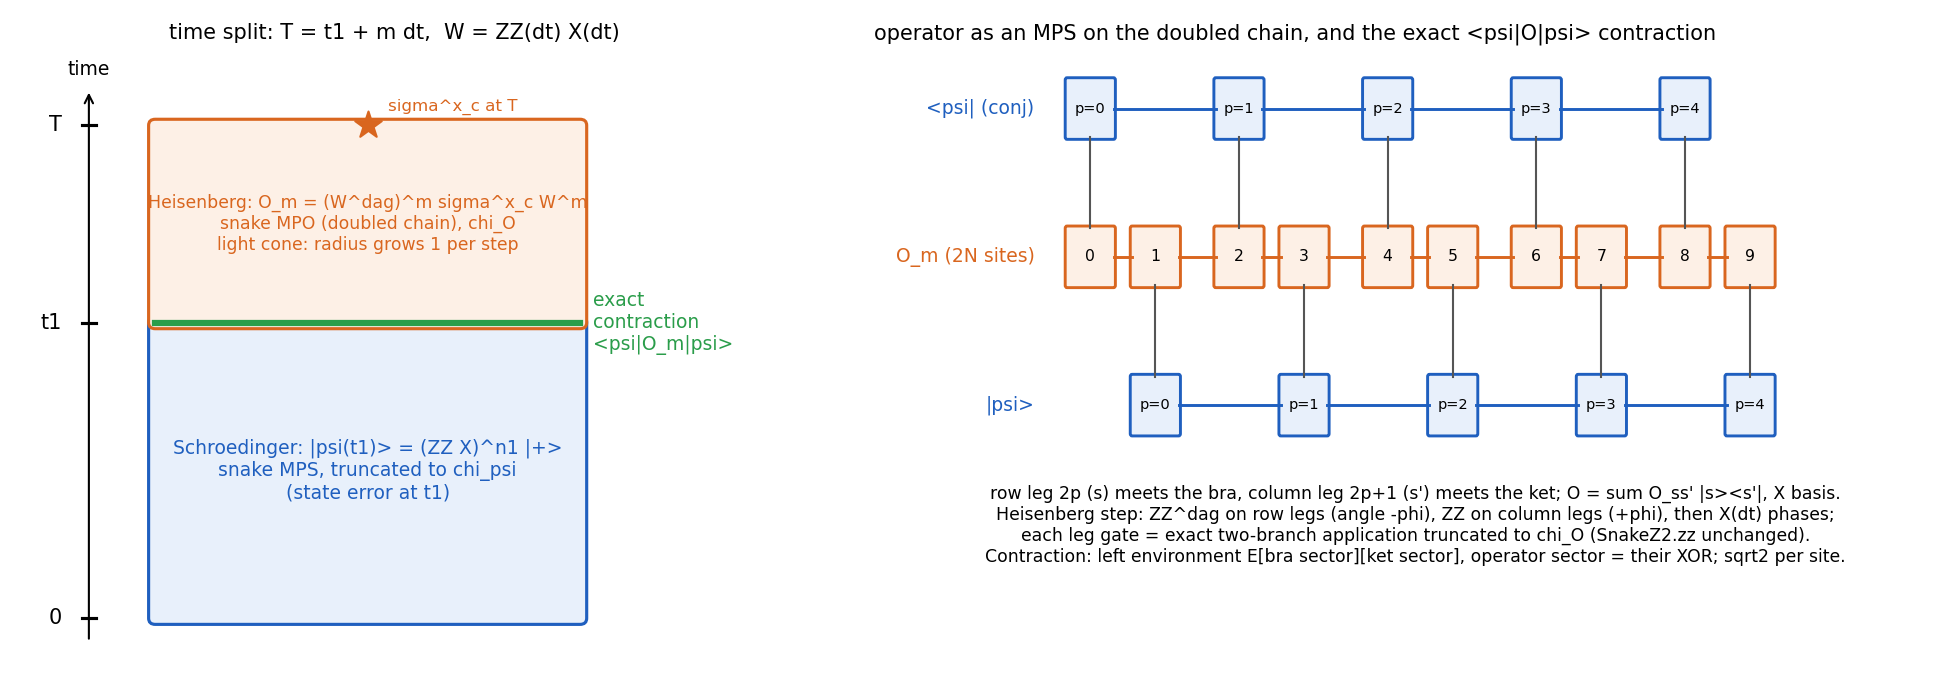 time split: T = t1 + m dt,  W = ZZ(dt) X(dt)
time
T
t1
0
sigma^x_c at T
Heisenberg: O_m = (W^dag)^m sigma^x_c W^m
snake MPO (doubled chain), chi_O
light cone: radius grows 1 per step
exact
contraction
<psi|O_m|psi>
Schroedinger: |psi(t1)> = (ZZ X)^n1 |+>
snake MPS, truncated to chi_psi
(state error at t1)
operator as an MPS on the doubled chain, and the exact <psi|O|psi> contraction
<psi| (conj)
p=0 p=1 p=2 p=3 p=4
O_m (2N sites)
0 1 2 3 4 5 6 7 8 9
|psi>
p=0 p=1 p=2 p=3 p=4
row leg 2p (s) meets the bra, column leg 2p+1 (s') meets the ket; O = sum O_ss' |s><s'|, X basis.
Heisenberg step: ZZ^dag on row legs (angle -phi), ZZ on column legs (+phi), then X(dt) phases;
each leg gate = exact two-branch application truncated to chi_O (SnakeZ2.zz unchanged).
Contraction: left environment E[bra sector][ket sector], operator sector = their XOR; sqrt2 per site.